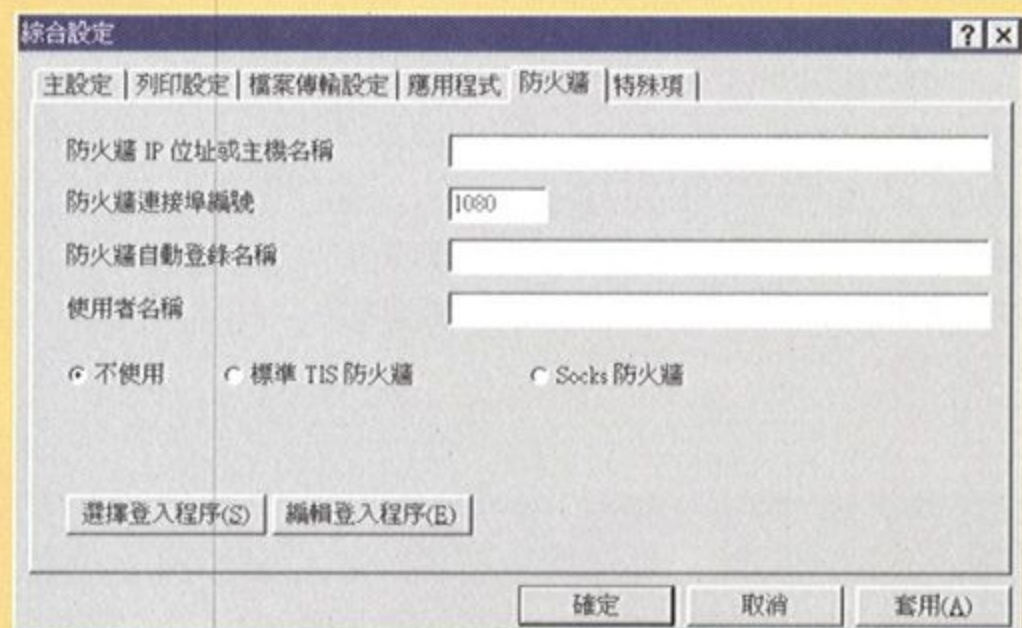 綜合設定
主設定 列印設定 檔案傳輸設定 應用程式 防火牆 特殊項
防火牆 IP 位址或主機名稱
防火牆連接埠編號 1080
防火牆自動登錄名稱
使用者名稱
不使用 標準 TIS 防火牆 Socks 防火牆
選擇登入程序(S) 編輯登入程序(E)
確定 取消 套用(A)